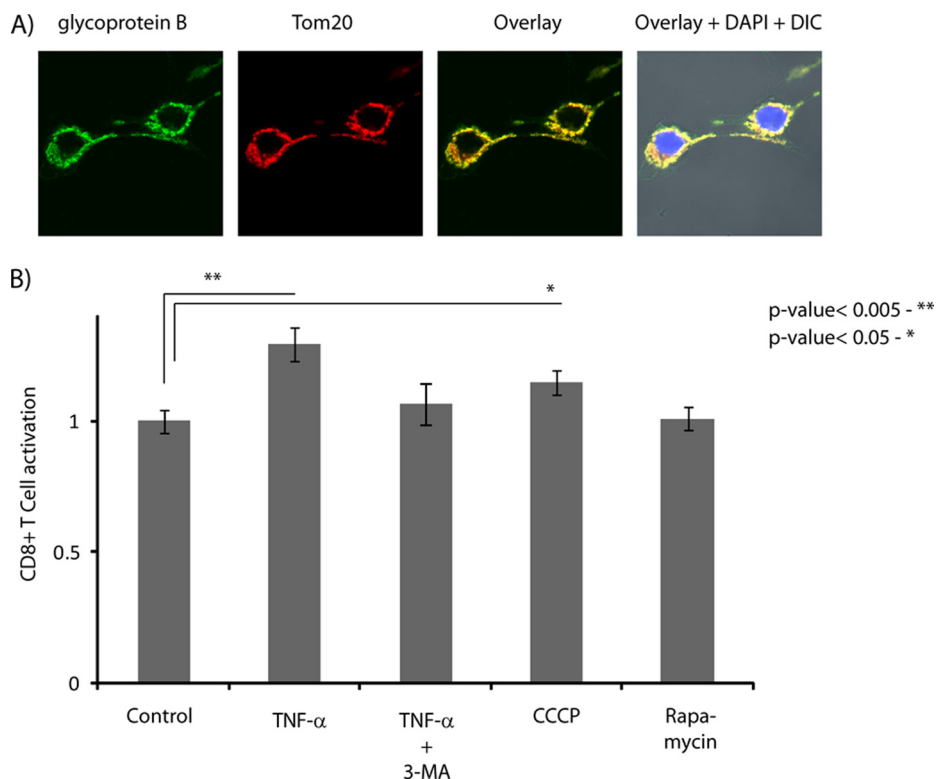 A)
glycoprotein B
Tom20
Overlay
Overlay + DAPI + DIC
B)
**
*
p-value< 0.005 - **
p-value< 0.05 - *
CD8+ T Cell activation
1
0.5
0
Control
TNF-α
TNF-α
+
3-MA
CCCP
Rapa-
mycin